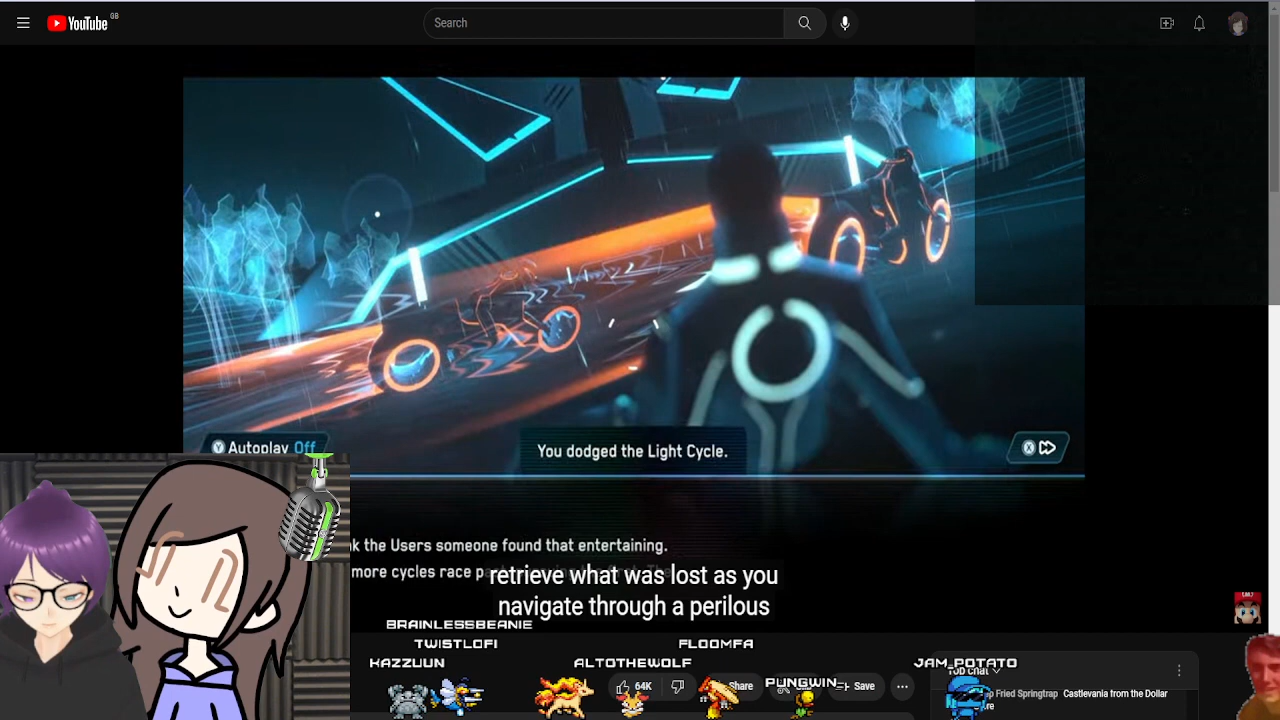 YouTube GB
Search
Autoplay Off
You dodged the Light Cycle.
k the Users someone found that entertaining.
more cycles race p
retrieve what was lost as you
navigate through a perilous
BRAINLESSBEANIE
TWISTLOFI
FLOOMFA
KAZZUUN
ALTOTHEWOLF
JAM_POTATO
PUNGWIN
64K
Share
Save
Top Chat
Fried Springtrap Castlevania from the Dollar